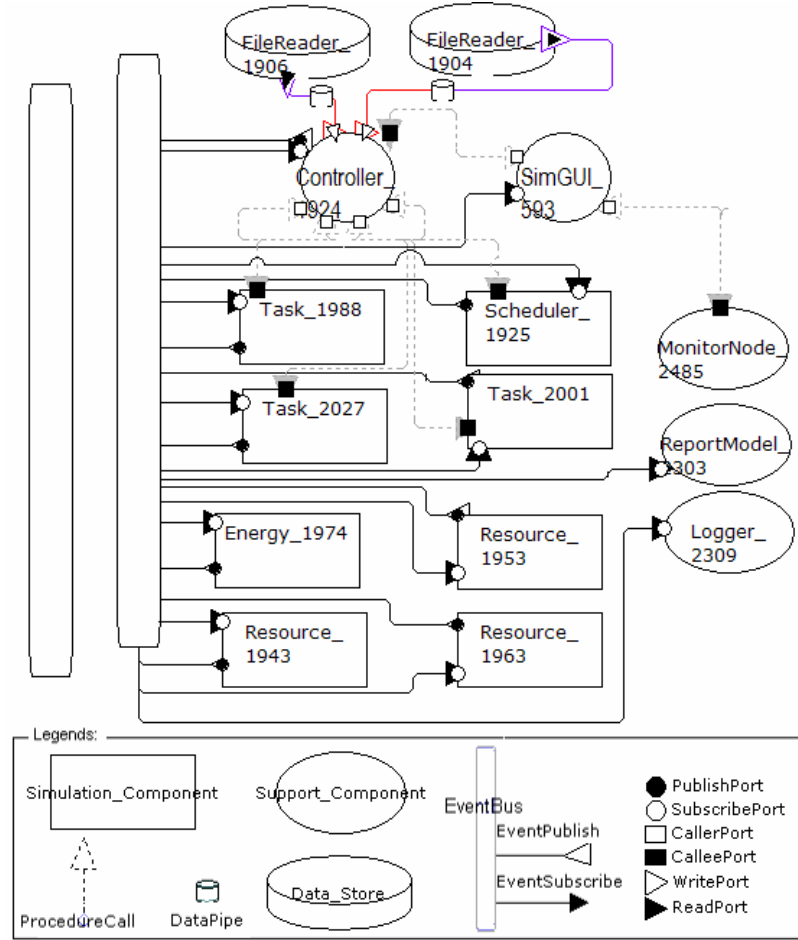 FileReader_
1906
FileReader_
1904
Controller_
1924
SimGUI_
593
Task_1988
Scheduler_
1925
MonitorNode_
2485
Task_2027
Task_2001
ReportModel_
2303
Energy_1974
Resource_
1953
Logger_
2309
Resource_
1943
Resource_
1963
Legends:
Simulation_Component
Support_Component
EventBus
PublishPort
SubscribePort
EventPublish
CallerPort
CalleePort
EventSubscribe
WritePort
Data_Store
ReadPort
ProcedureCall
DataPipe